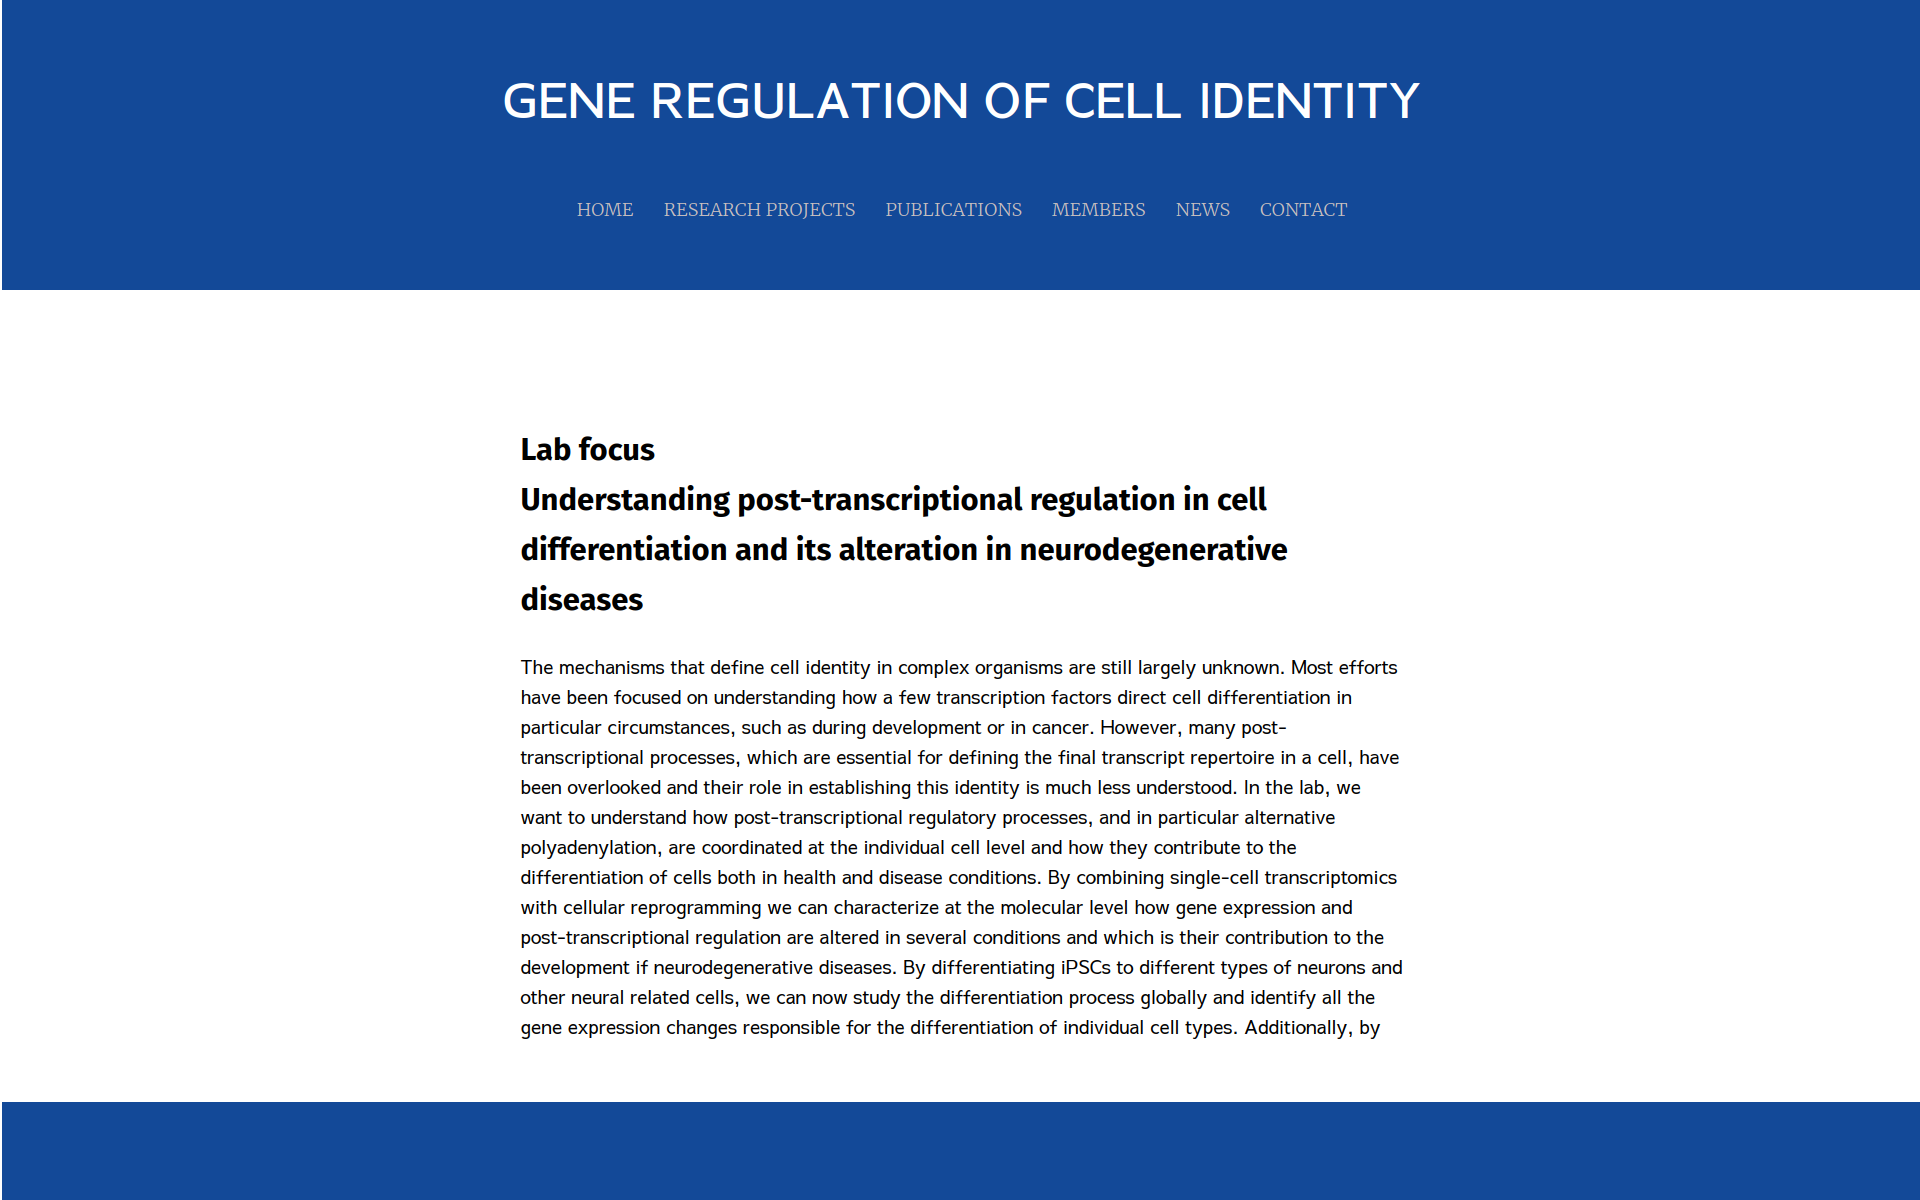 GENE REGULATION OF CELL IDENTITY
HOME RESEARCH PROJECTS PUBLICATIONS MEMBERS NEWS CONTACT
Lab focus
Understanding post-transcriptional regulation in cell
differentiation and its alteration in neurodegenerative
diseases
The mechanisms that define cell identity in complex organisms are still largely unknown. Most efforts
have been focused on understanding how a few transcription factors direct cell differentiation in
particular circumstances, such as during development or in cancer. However, many post-
transcriptional processes, which are essential for defining the final transcript repertoire in a cell, have
been overlooked and their role in establishing this identity is much less understood. In the lab, we
want to understand how post-transcriptional regulatory processes, and in particular alternative
polyadenylation, are coordinated at the individual cell level and how they contribute to the
differentiation of cells both in health and disease conditions. By combining single-cell transcriptomics
with cellular reprogramming we can characterize at the molecular level how gene expression and
post-transcriptional regulation are altered in several conditions and which is their contribution to the
development if neurodegenerative diseases. By differentiating iPSCs to different types of neurons and
other neural related cells, we can now study the differentiation process globally and identify all the
gene expression changes responsible for the differentiation of individual cell types. Additionally, by